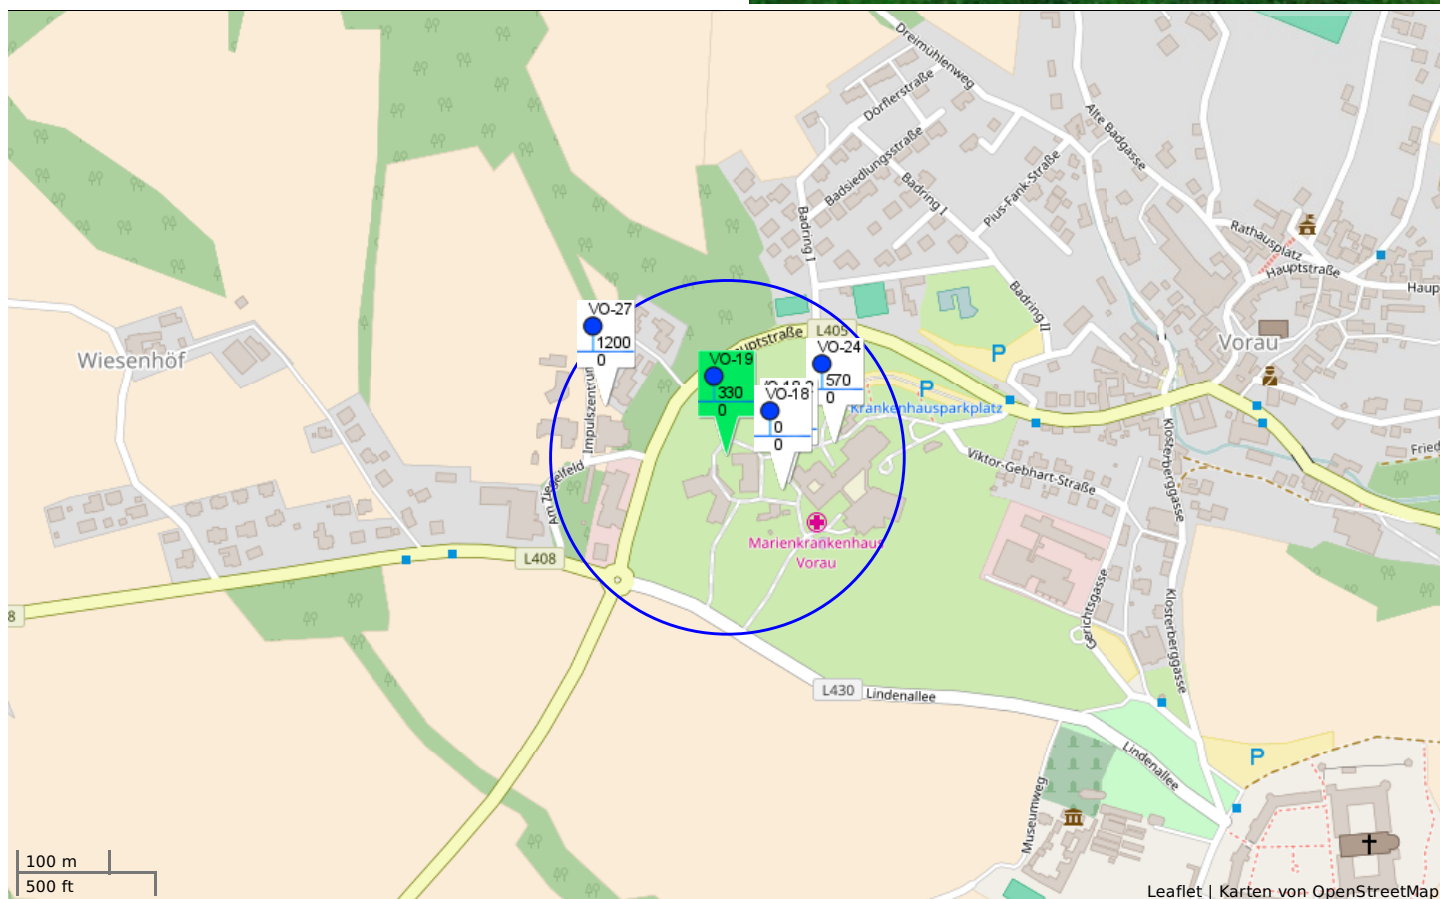 Dreimühlenweg
Dörflerstraße
Alte Badgasse
Badsiedlungsstraße
Badring I
Pius-Fank-Straße
Badring I
Rathausplatz
Hauptstraße
Haup
Badring II
VO-27
1200
0
L405
VO-24
570
0
VO-19
330
0
VO-18
0
0
Wiesenhöf
Vorau
P
P
Krankenhausparkplatz
Impulszentrum
Am Ziegelfeld
Viktor-Gebhart-Straße
Klosterberggasse
Fried
Marienkrankenhaus
Vorau
L408
8
Gerichtsgasse
Klosterberggasse
L430
Lindenallee
Lindenallee
P
Museumweg
100 m
500 ft
Leaflet | Karten von OpenStreetMap